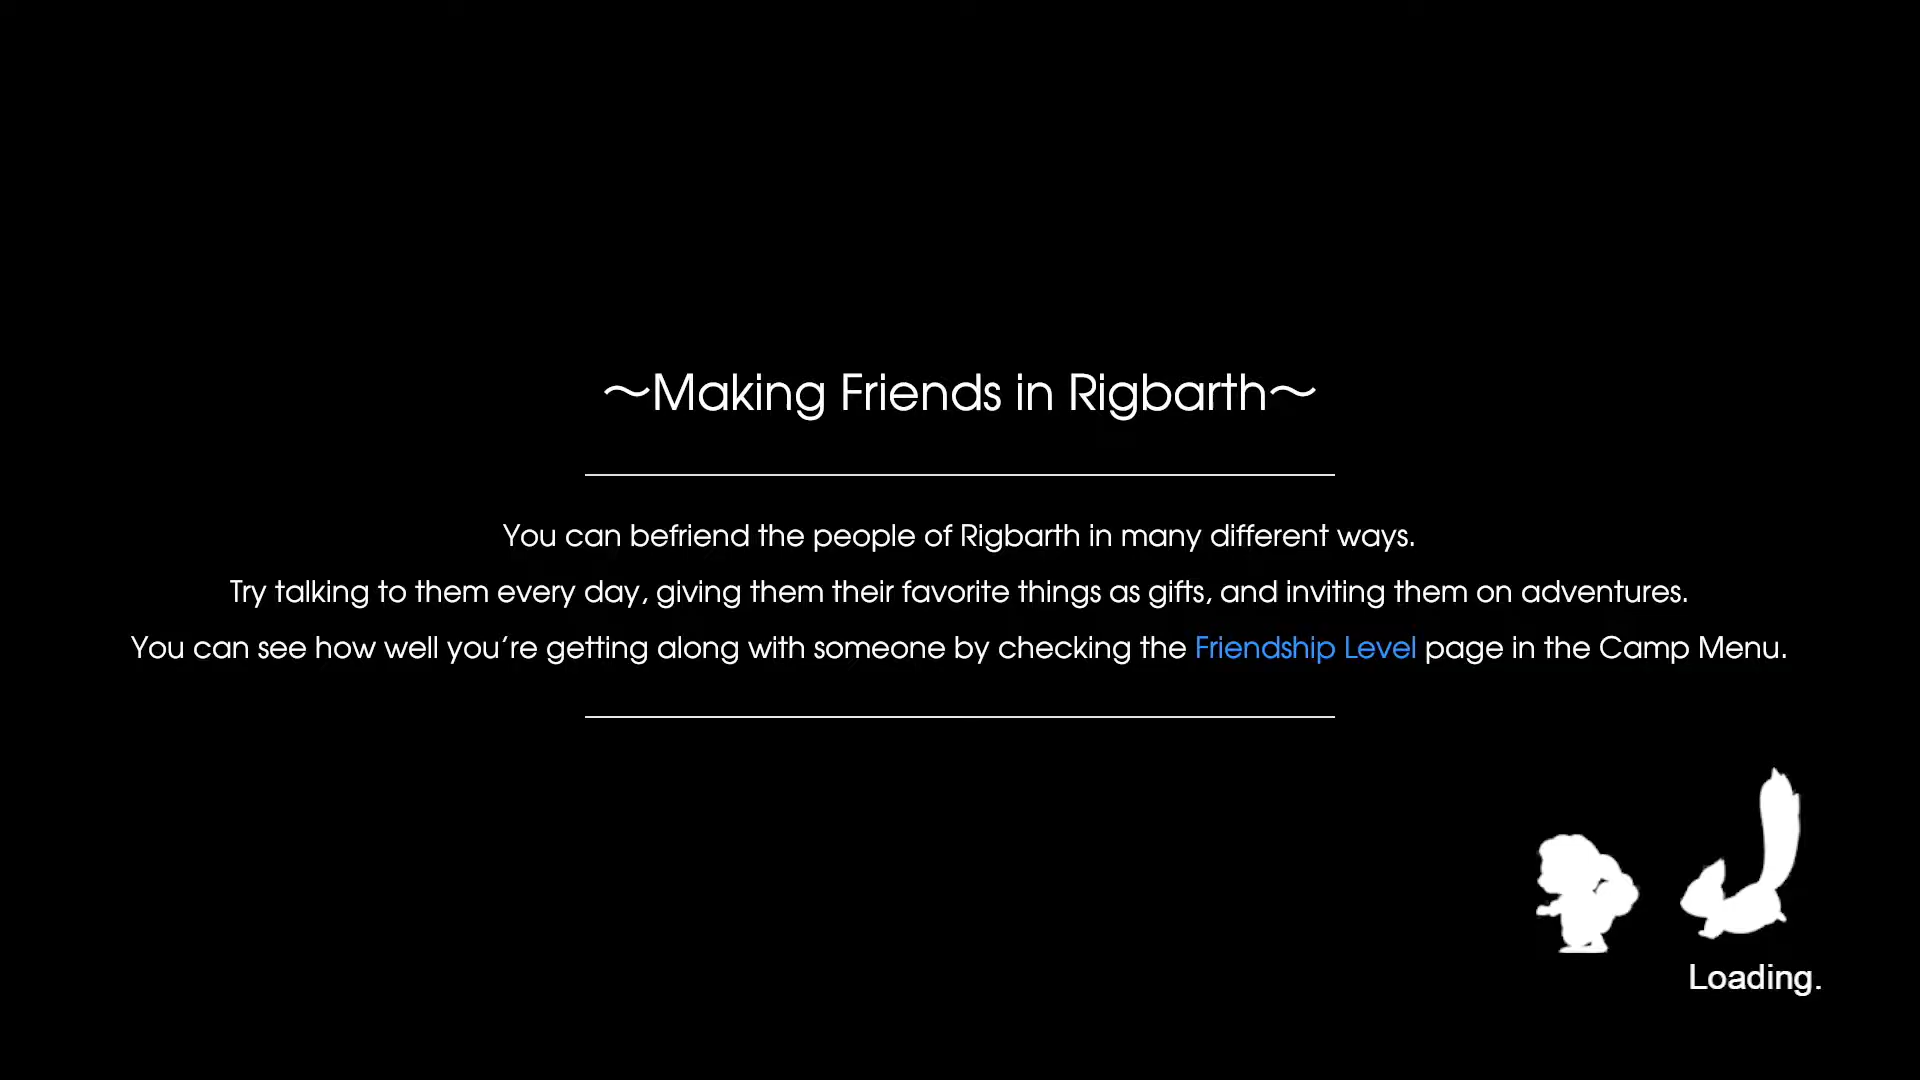 ～Making Friends in Rigbarth～
You can befriend the people of Rigbarth in many different ways.
Try talking to them every day, giving them their favorite things as gifts, and inviting them on adventures.
You can see how well you’re getting along with someone by checking the Friendship Level page in the Camp Menu.
Loading.